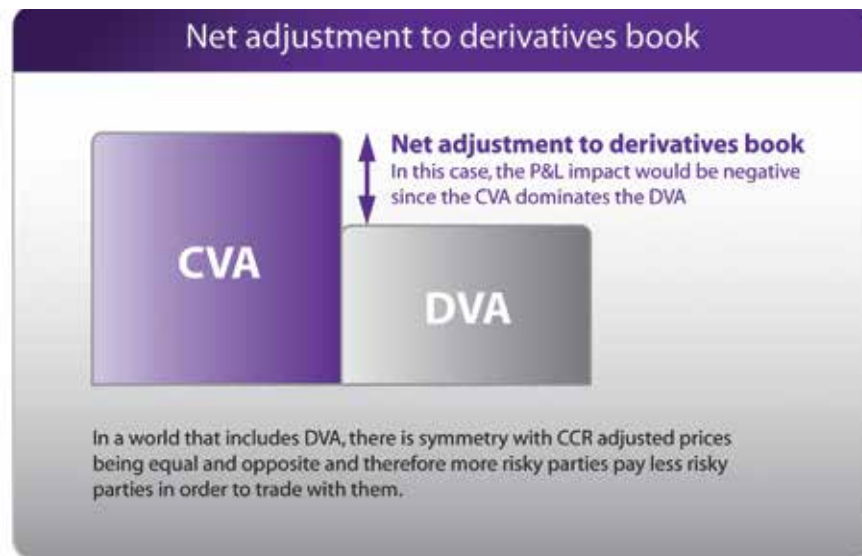 Net adjustment to derivatives book
Net adjustment to derivatives book
In this case, the P&L impact would be negative
since the CVA dominates the DVA
CVA
DVA
In a world that includes DVA, there is symmetry with CCR adjusted prices
being equal and opposite and therefore more risky parties pay less risky
parties in order to trade with them.